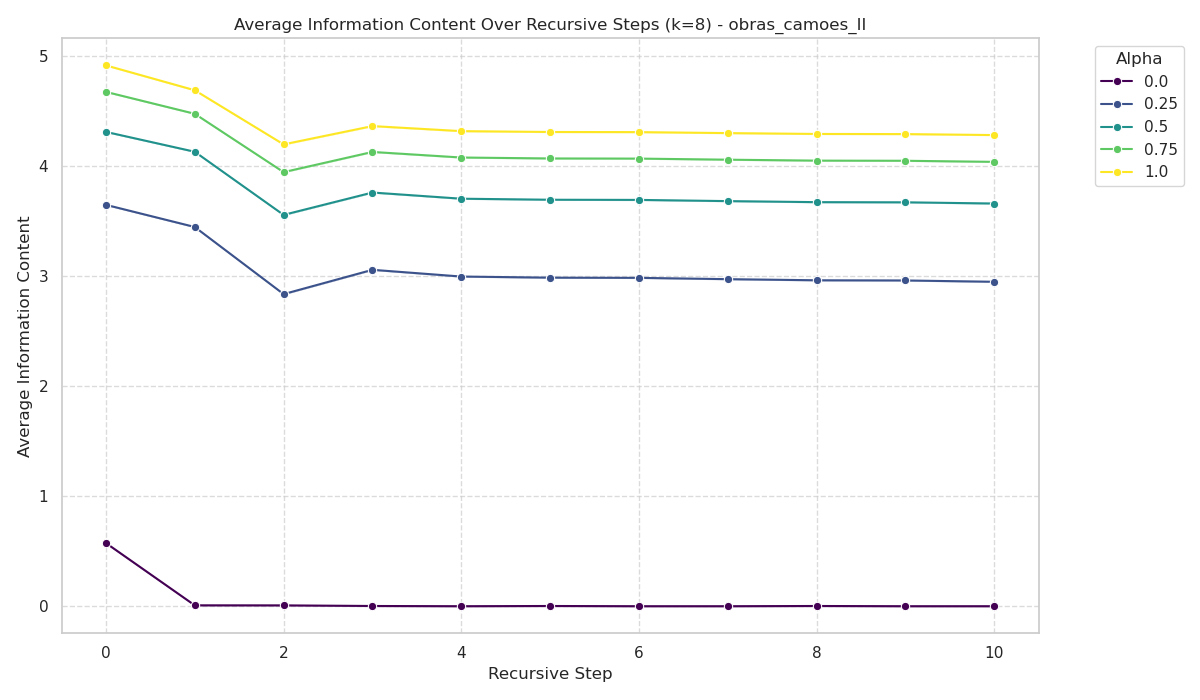 Average Information Content Over Recursive Steps (k=8) - obras_camoes_II
Alpha
0.0
0.25
0.5
0.75
1.0
Average Information Content
5
4
3
2
1
0
0 2 4 6 8 10
Recursive Step